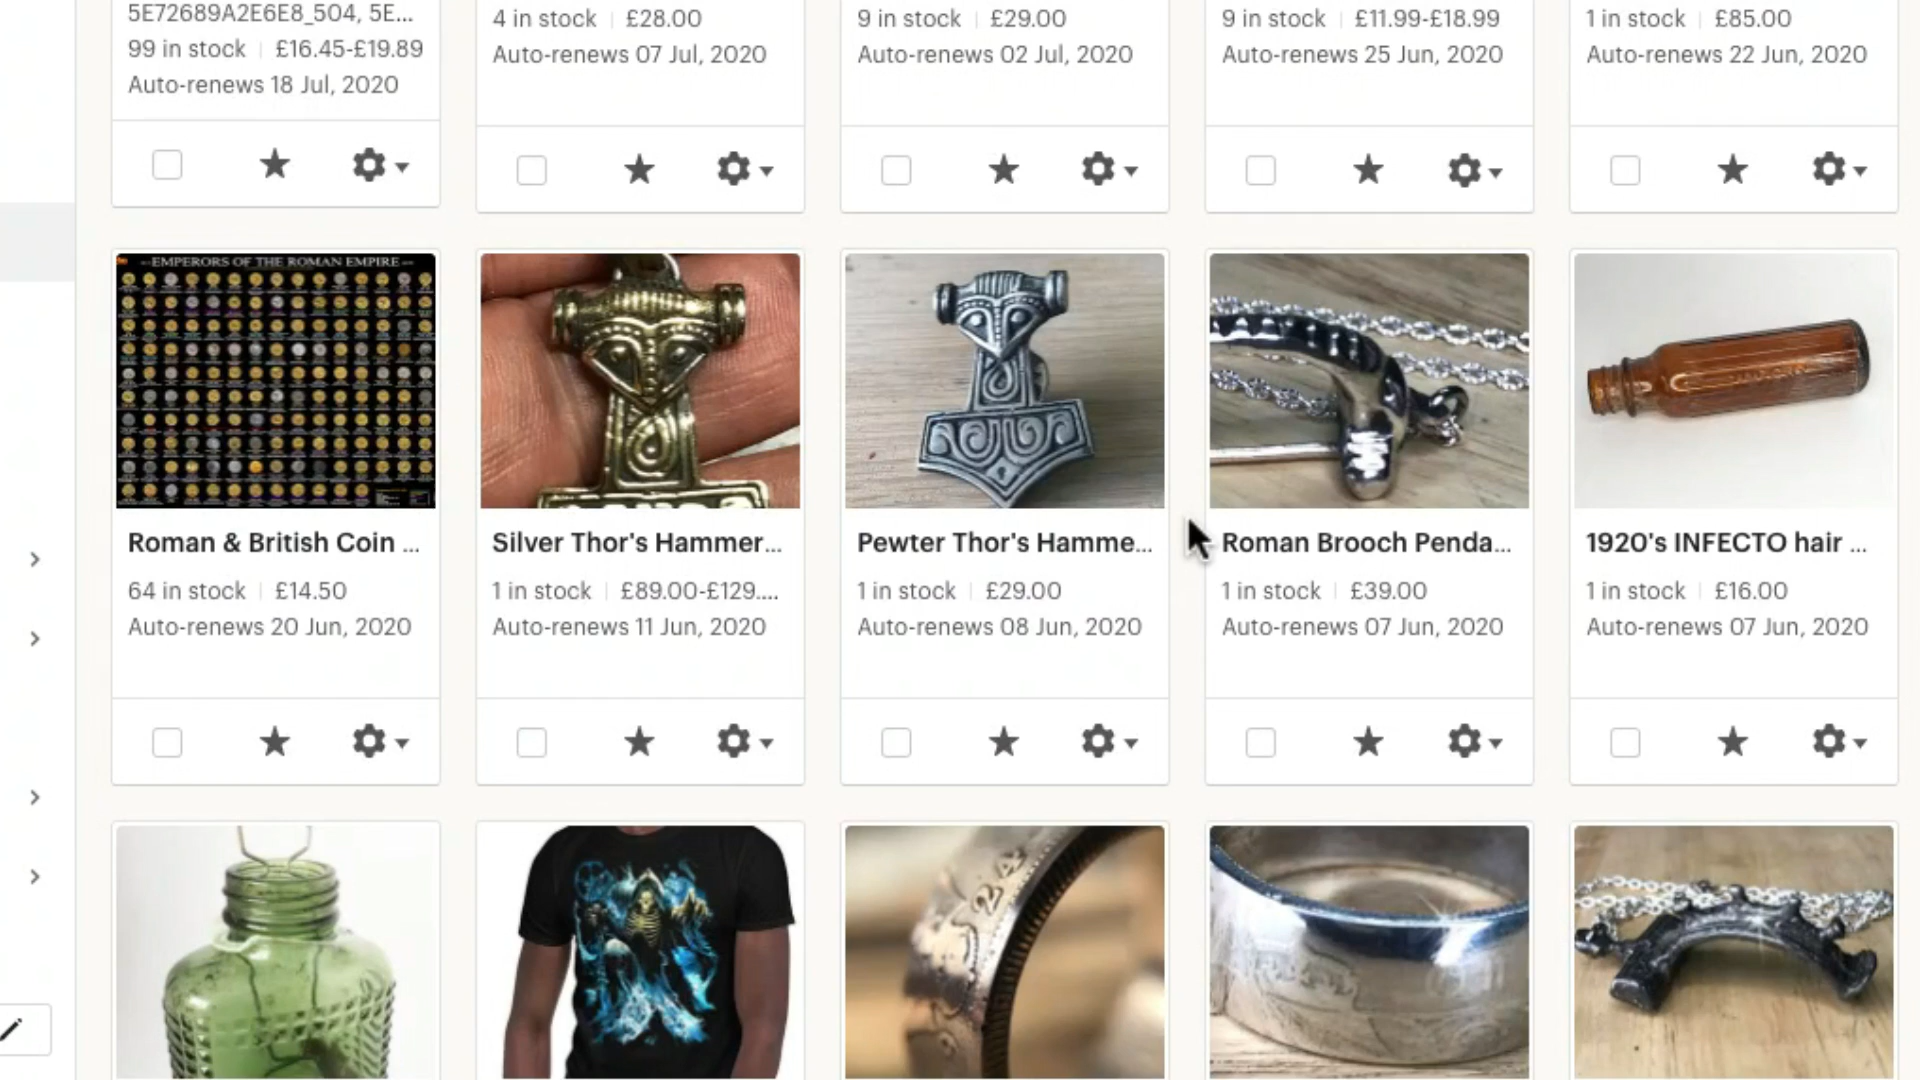 5E72689A2E6E8_504, 5E...
99 in stock | £16.45-£19.89
Auto-renews 18 Jul, 2020
4 in stock | £28.00
Auto-renews 07 Jul, 2020
9 in stock | £29.00
Auto-renews 02 Jul, 2020
9 in stock | £11.99-£18.99
Auto-renews 25 Jun, 2020
1 in stock | £85.00
Auto-renews 22 Jun, 2020
EMPERORS OF THE ROMAN EMPIRE
Roman & British Coin ...
64 in stock | £14.50
Auto-renews 20 Jun, 2020
Silver Thor's Hammer...
1 in stock | £89.00-£129....
Auto-renews 11 Jun, 2020
Pewter Thor's Hamme...
1 in stock | £29.00
Auto-renews 08 Jun, 2020
Roman Brooch Penda...
1 in stock | £39.00
Auto-renews 07 Jun, 2020
1920's INFECTO hair ...
1 in stock | £16.00
Auto-renews 07 Jun, 2020